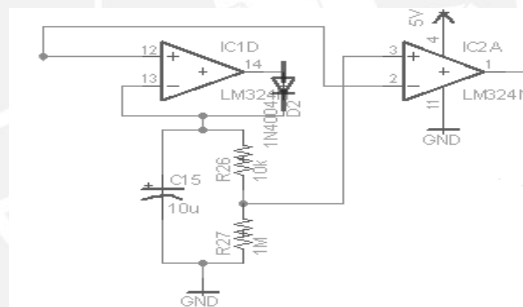 5V
IC1D
IC2A
12
13
14
3
2
4
1
11
LM324N
LM324N
1N4004
D2
GND
C15
10u
R26
10k
R27
1M
GND